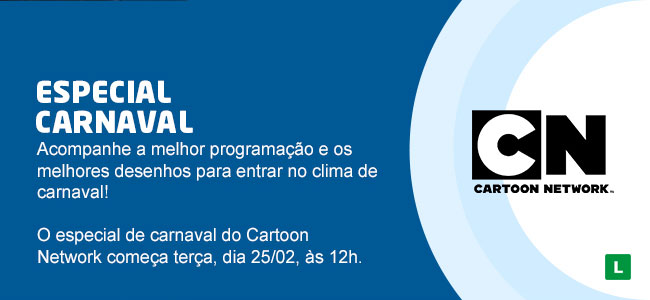 ESPECIAL
CARNAVAL
Acompanhe a melhor programação e os
melhores desenhos para entrar no clima de
carnaval!
O especial de carnaval do Cartoon
Network começa terça, dia 25/02, às 12h.
CN
CARTOON NETWORK™
L